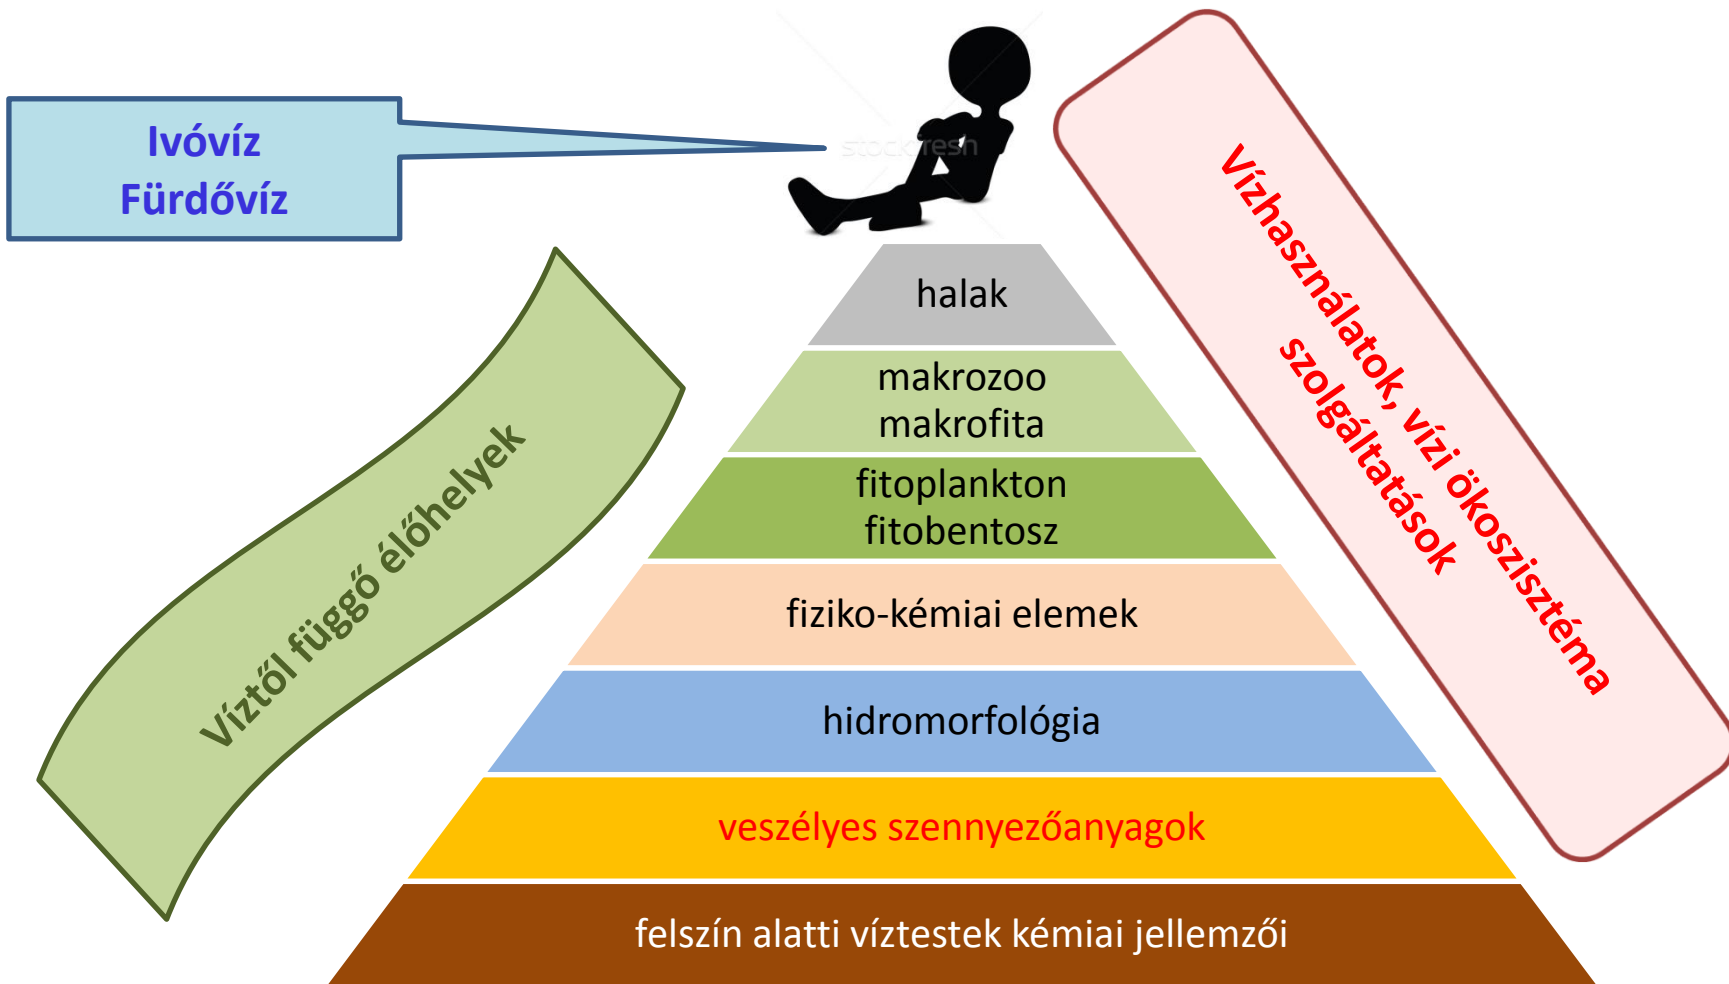 Ivóvíz
Fürdővíz
stockfresh
Vízhasználatok, vízi ökoszisztéma
szolgáltatások
Víztől függő élőhelyek
halak
makrozoo
makrofita
fitoplankton
fitobentosz
fiziko-kémiai elemek
hidromorfológia
veszélyes szennyezőanyagok
felszín alatti víztestek kémiai jellemzői